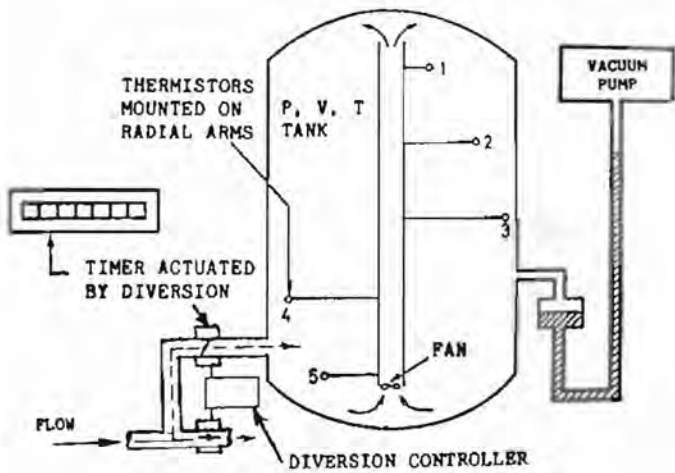 THERMISTORS
MOUNTED ON
RADIAL ARMS
P, V, T
TANK
1
2
3
4
5
VACUUM
PUMP
TIMER ACTUATED
BY DIVERSION
FAN
FLOW
DIVERSION CONTROLLER